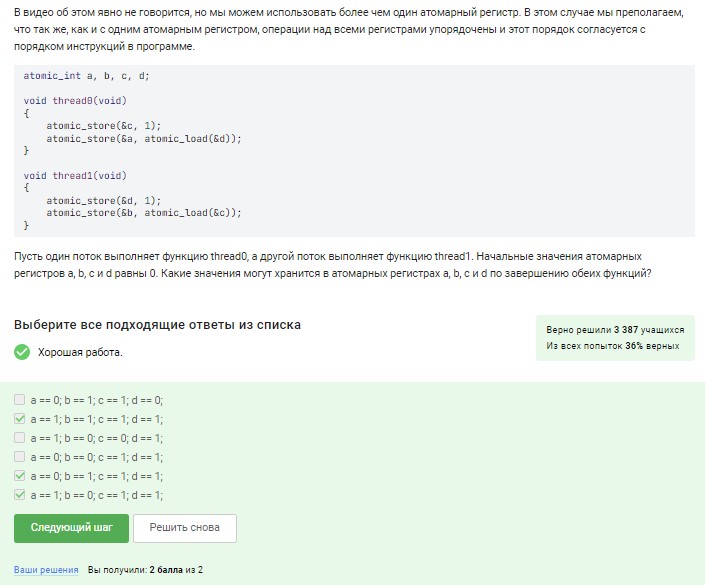 В видео об этом явно не говорится, но мы можем использовать более чем один атомарный регистр. В этом случае мы преполагаем,
что так же, как и с одним атомарным регистром, операции над всеми регистрами упорядочены и этот порядок согласуется с
порядком инструкций в программе.
atomic_int a, b, c, d;
void thread0(void)
{
atomic_store(&c, 1);
atomic_store(&a, atomic_load(&d));
}
void thread1(void)
{
atomic_store(&d, 1);
atomic_store(&b, atomic_load(&c));
}
Пусть один поток выполняет функцию thread0, а другой поток выполняет функцию thread1. Начальные значения атомарных
регистров a, b, c и d равны 0. Какие значения могут хранится в атомарных регистрах a, b, c и d по завершению обеих функций?
Выберите все подходящие ответы из списка
Верно решили 3 387 учащихся
Из всех попыток 36% верных
Хорошая работа.
a == 0; b == 1; c == 1; d == 0;
a == 1; b == 1; c == 1; d == 1;
a == 1; b == 0; c == 0; d == 1;
a == 0; b == 0; c == 1; d == 1;
a == 0; b == 1; c == 1; d == 1;
a == 1; b == 0; c == 1; d == 1;
Следующий шаг
Решить снова
Ваши решения Вы получили: 2 балла из 2